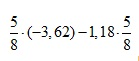 5/8 · (−3,62) − 1,18 · 5/8